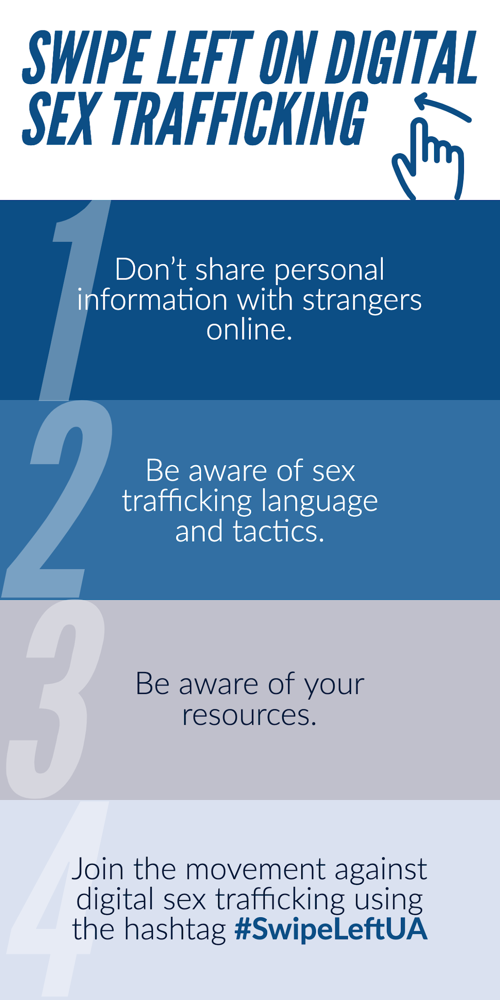 SWIPE LEFT ON DIGITAL
SEX TRAFFICKING
1
Don’t share personal
information with strangers
online.
2
Be aware of sex
trafficking language
and tactics.
3
Be aware of your
resources.
4
Join the movement against
digital sex trafficking using
the hashtag #SwipeLeftUA